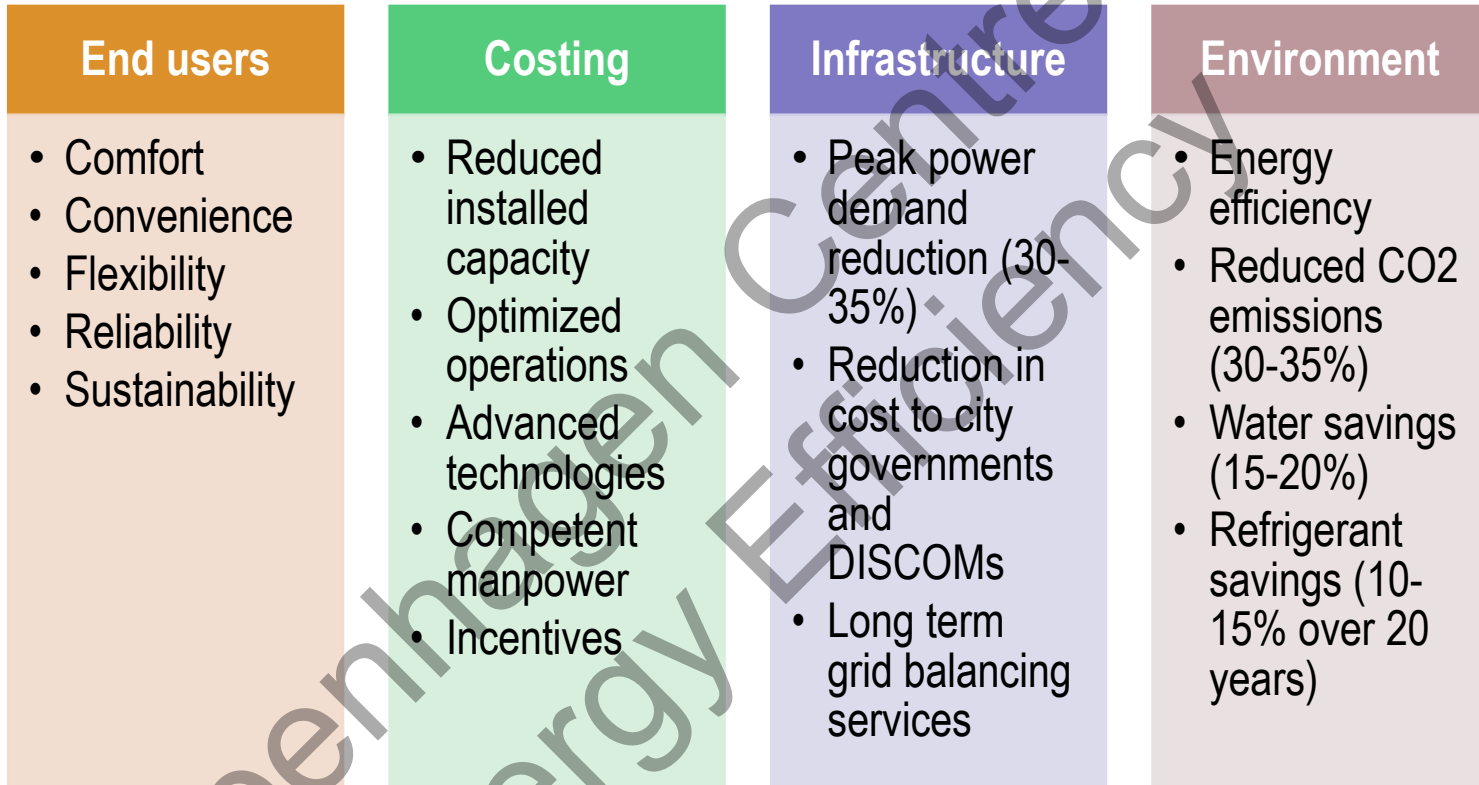 End users
• Comfort
• Convenience
• Flexibility
• Reliability
• Sustainability
Costing
• Reduced
installed
capacity
• Optimized
operations
• Advanced
technologies
• Competent
manpower
• Incentives
Infrastructure
• Peak power
demand
reduction (30-
35%)
• Reduction in
cost to city
governments
and
DISCOMs
• Long term
grid balancing
services
Environment
• Energy
efficiency
• Reduced CO2
emissions
(30-35%)
• Water savings
(15-20%)
• Refrigerant
savings (10-
15% over 20
years)
enhagen Centre
ergy Efficiency